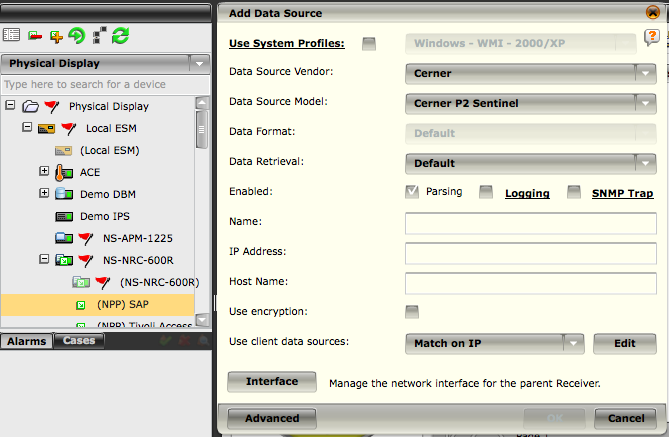 Physical Display
Type here to search for a device
Physical Display
Local ESM
(Local ESM)
ACE
Demo DBM
Demo IPS
NS-APM-1225
NS-NRC-600R
(NS-NRC-600R)
(NPP) SAP
(NPP) Tivoli Access
Alarms
Cases
Add Data Source
Use System Profiles:
Windows - WMI - 2000/XP
?
Data Source Vendor:
Cerner
Data Source Model:
Cerner P2 Sentinel
Data Format:
Default
Data Retrieval:
Default
Enabled:
Parsing
Logging
SNMP Trap
Name:
IP Address:
Host Name:
Use encryption:
Use client data sources:
Match on IP
Edit
Interface
Manage the network interface for the parent Receiver.
Advanced
OK
Cancel